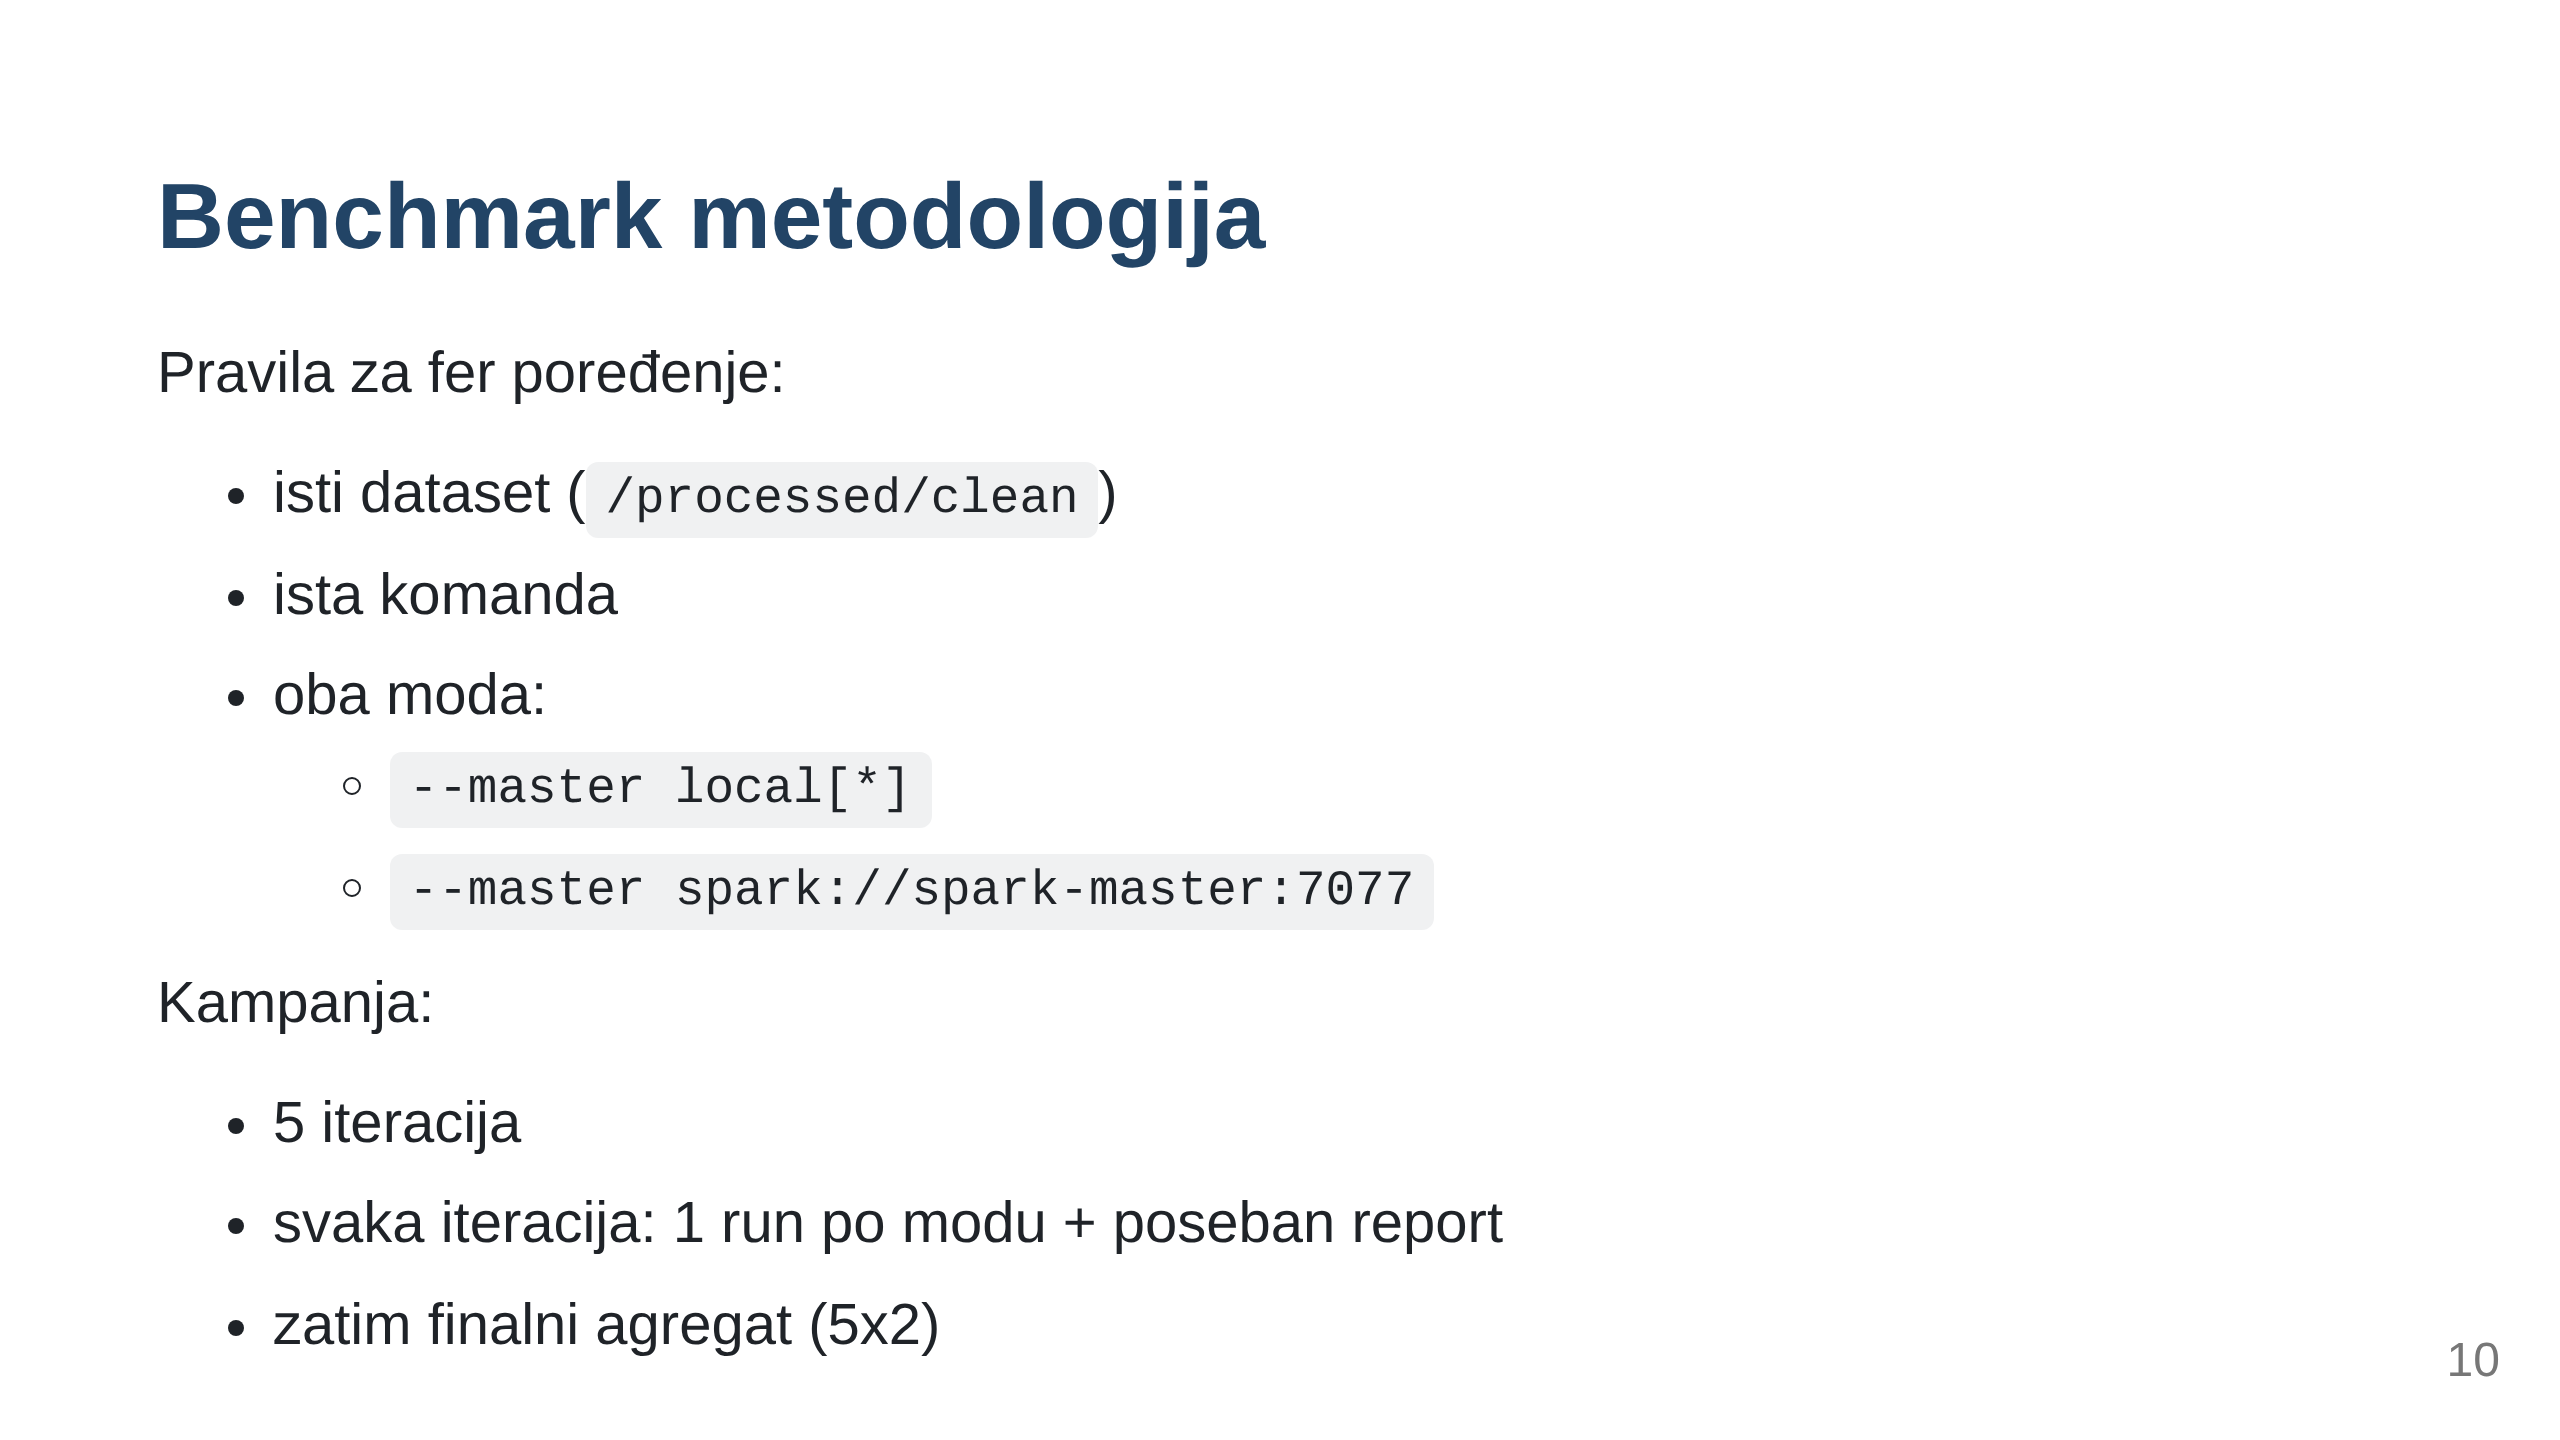 Benchmark metodologija
Pravila za fer poređenje:
isti dataset (/processed/clean)
ista komanda
oba moda:
--master local[*]
--master spark://spark-master:7077
Kampanja:
5 iteracija
svaka iteracija: 1 run po modu + poseban report
zatim finalni agregat (5x2)
10